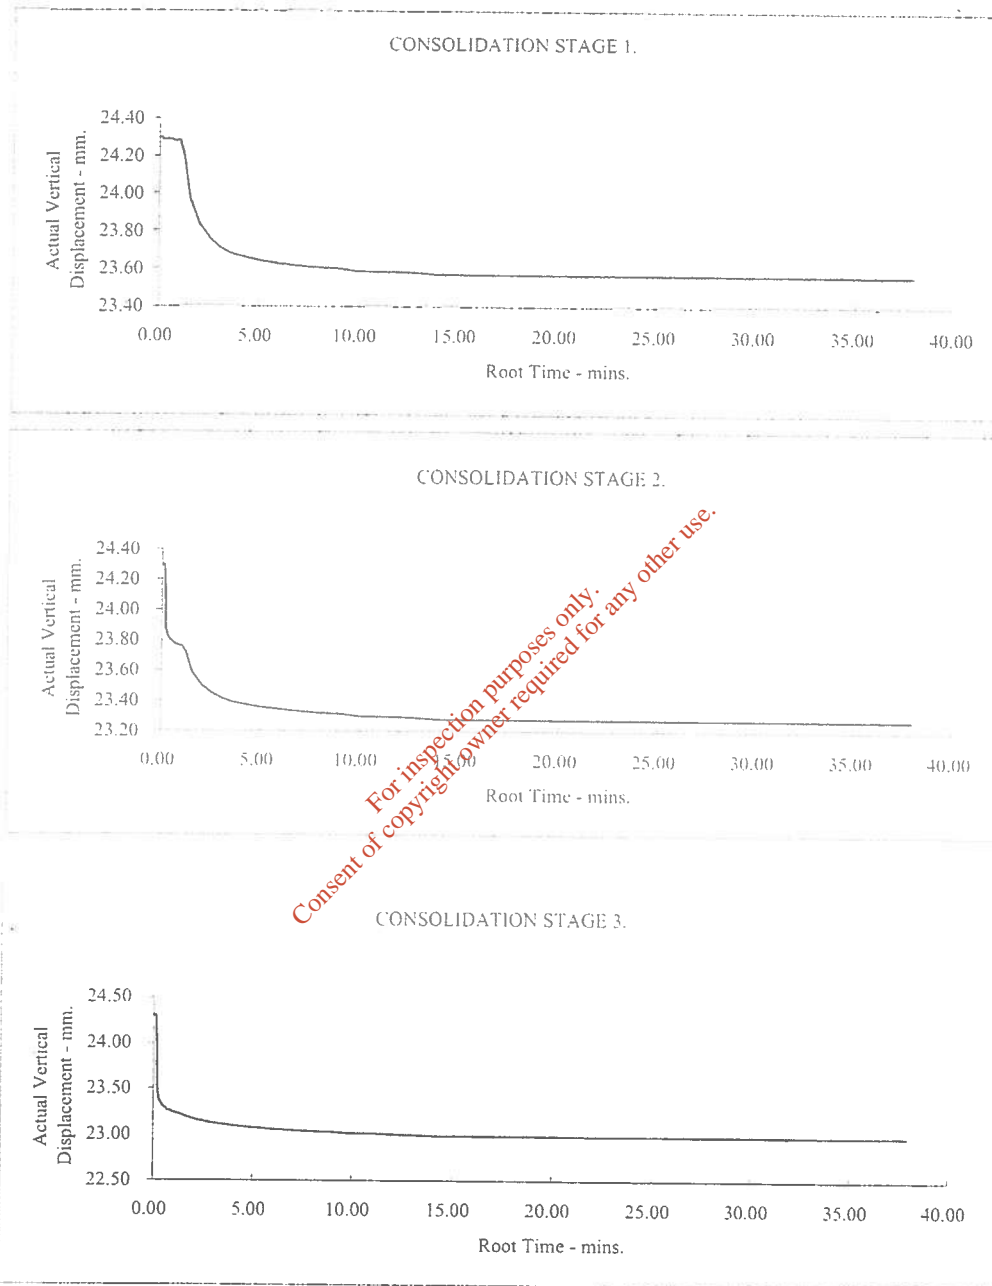 CONSOLIDATION STAGE 1.
Actual Vertical
Displacement - mm.
24.40
24.20
24.00
23.80
23.60
23.40
0.00 5.00 10.00 15.00 20.00 25.00 30.00 35.00 40.00
Root Time - mins.
CONSOLIDATION STAGE 2.
Actual Vertical
Displacement - mm.
24.40
24.20
24.00
23.80
23.60
23.40
23.20
0.00 5.00 10.00 15.00 20.00 25.00 30.00 35.00 40.00
Root Time - mins.
For inspection purposes only.
Consent of copyright owner required for any other use.
CONSOLIDATION STAGE 3.
Actual Vertical
Displacement - mm.
24.50
24.00
23.50
23.00
22.50
0.00 5.00 10.00 15.00 20.00 25.00 30.00 35.00 40.00
Root Time - mins.